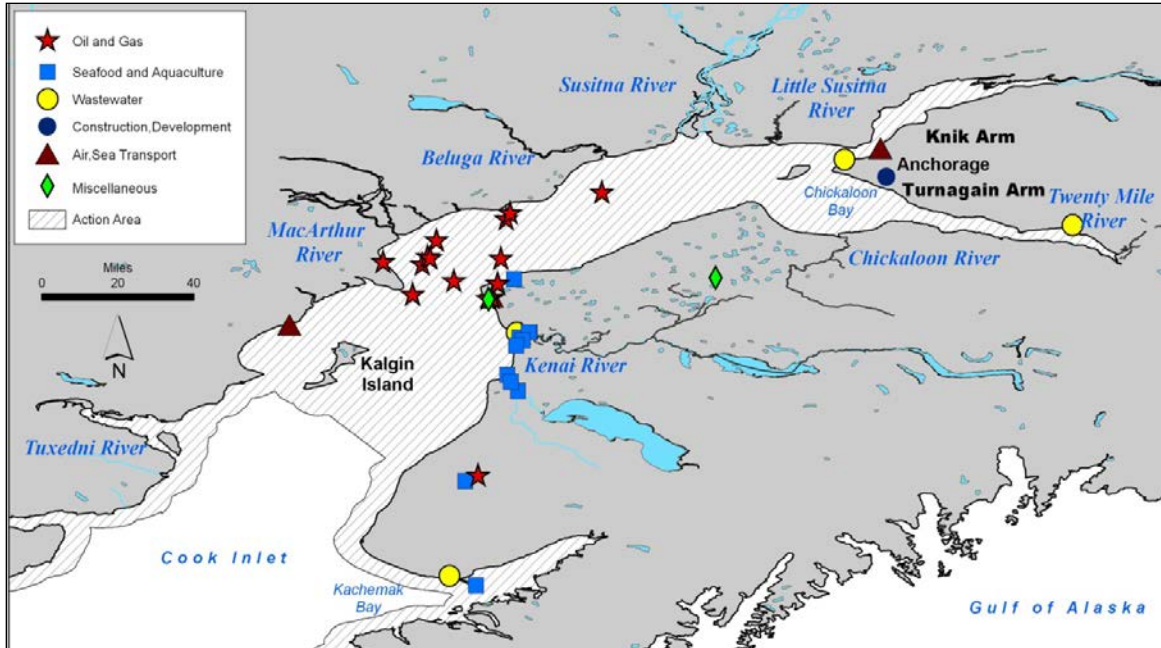 Oil and Gas
Seafood and Aquaculture
Wastewater
Construction,Development
Air,Sea Transport
Miscellaneous
Action Area
Miles
0 20 40
N
Susitna River
Little Susitna
River
Knik Arm
Anchorage
Beluga River
Chickaloon
Bay
Turnagain Arm
Twenty Mile
River
MacArthur
River
Chickaloon River
Kalgin
Island
Kenai River
Tuxedni River
Cook Inlet
Kachemak
Bay
Gulf of Alaska